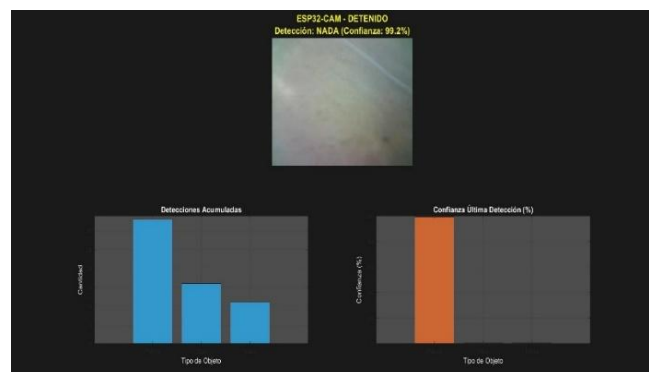 ESP32-CAM - DETENIDO
Detección: NADA (Confianza: 99.2%)
Detecciones Acumuladas
Cantidad
Tipo de Objeto
Confianza Última Detección (%)
Confianza (%)
Tipo de Objeto